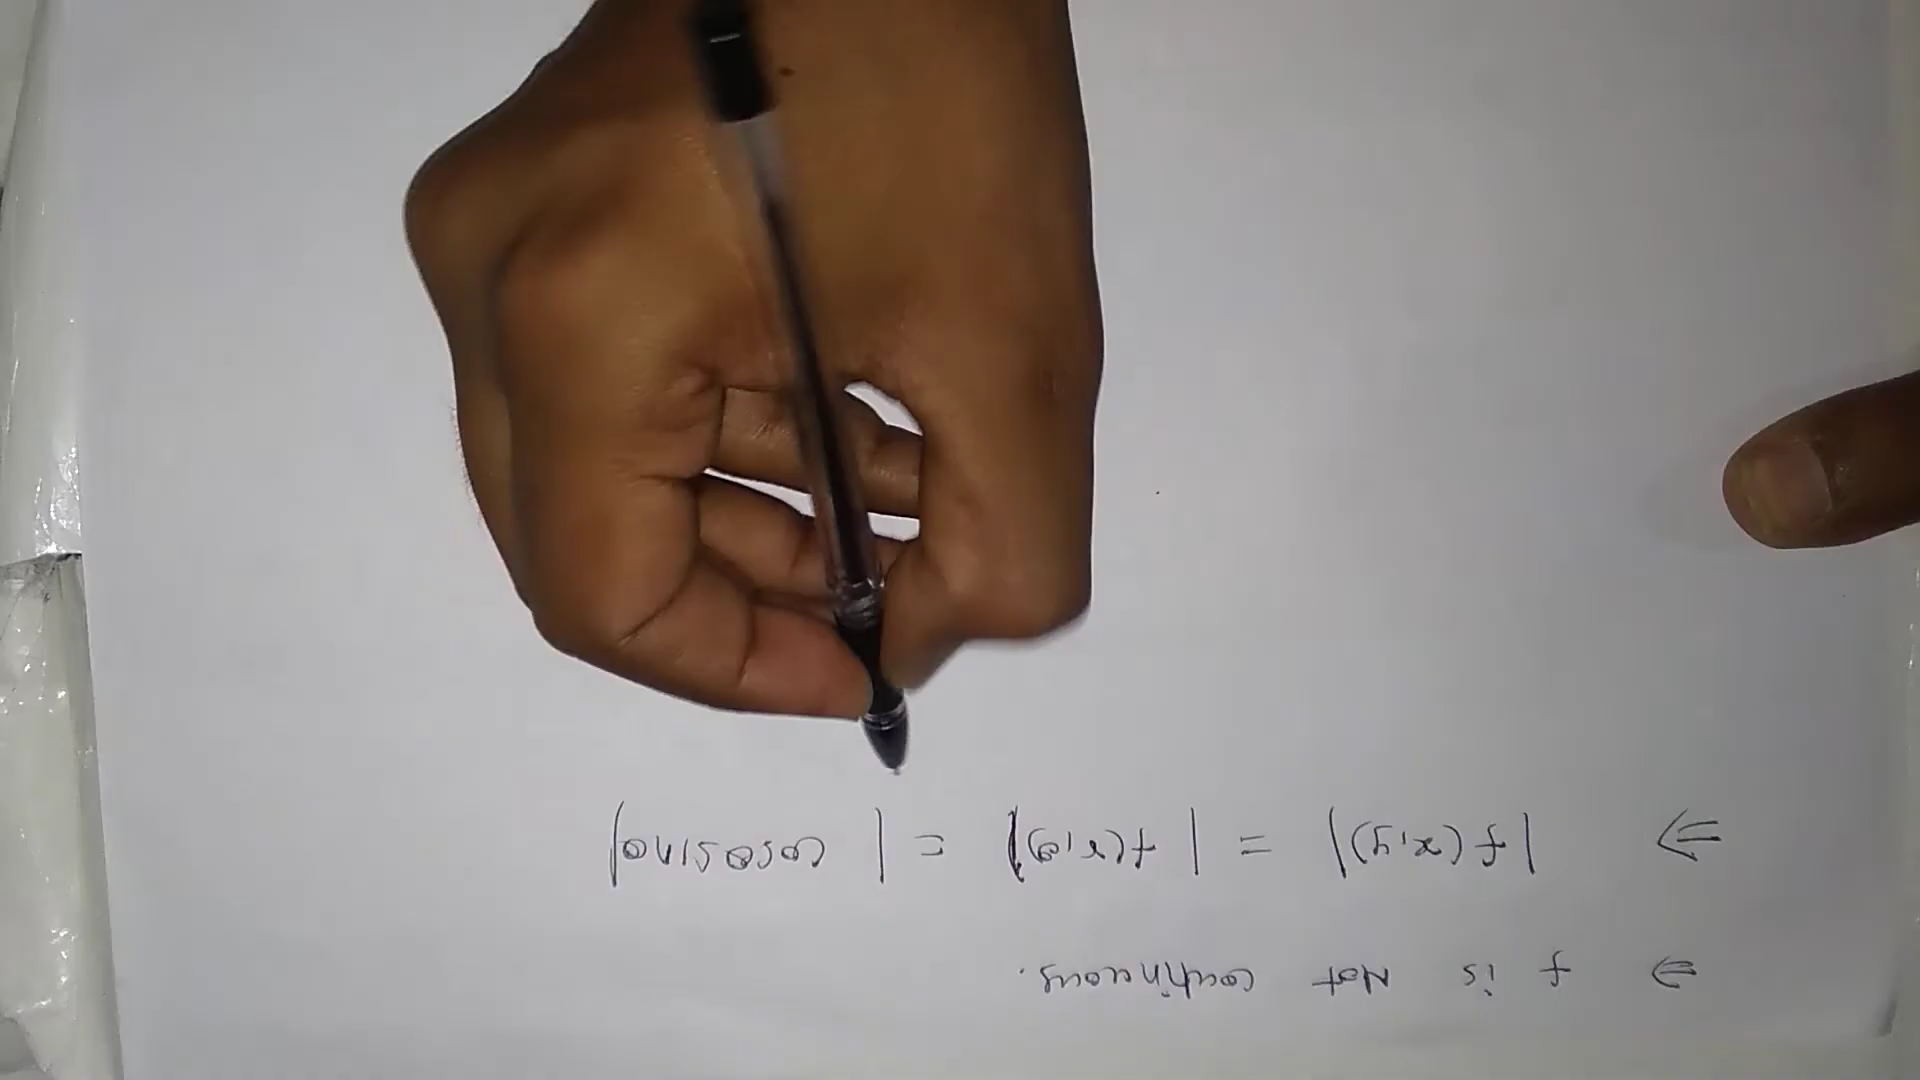 ⇒ f is Not continuous.
⇒ |f(x,y)| = |f(r,θ)| = |cosθsinθ|